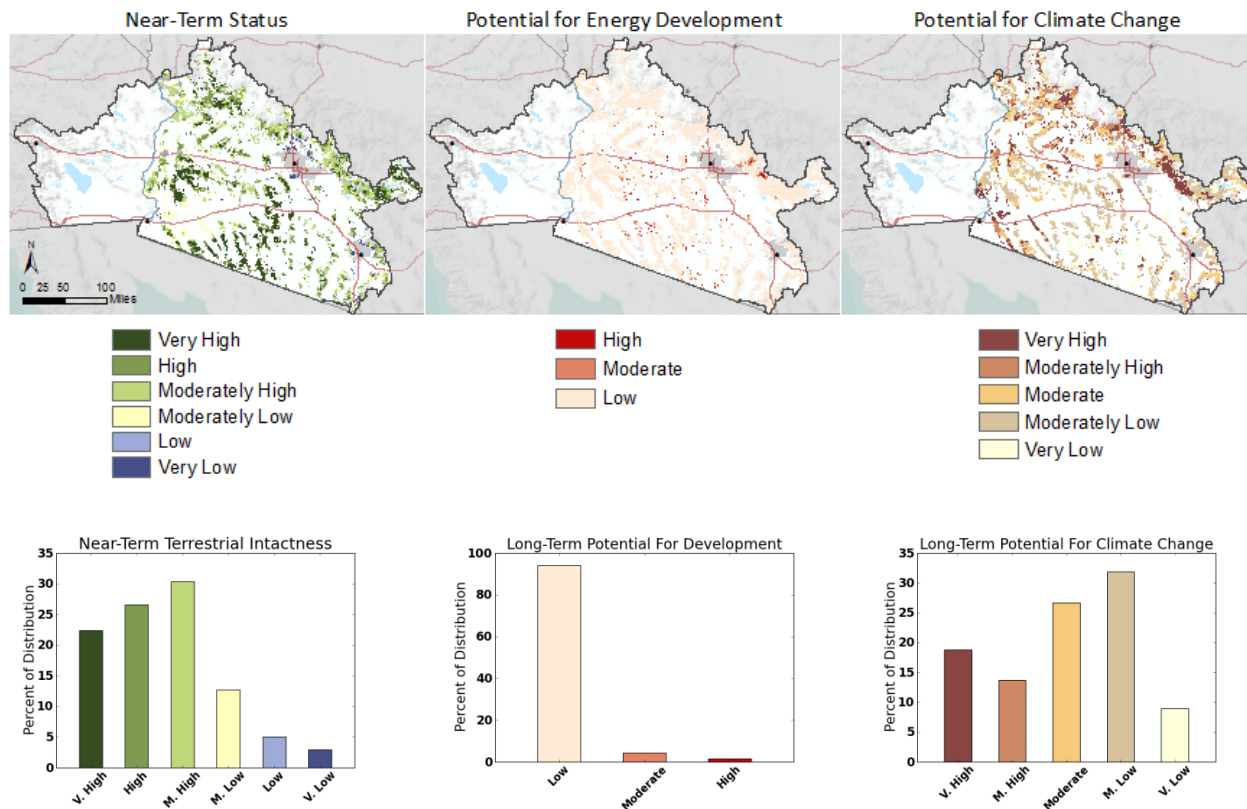 Near-Term Status
Potential for Energy Development
Potential for Climate Change
N
0 25 50 100
Miles
Very High
High
Moderately High
Moderately Low
Low
Very Low
High
Moderate
Low
Very High
Moderately High
Moderate
Moderately Low
Very Low
Near-Term Terrestrial Intactness
Percent of Distribution
35
30
25
20
15
10
5
0
V. High
High
M. High
M. Low
Low
V. Low
Long-Term Potential For Development
Percent of Distribution
100
80
60
40
20
0
Low
Moderate
High
Long-Term Potential For Climate Change
Percent of Distribution
35
30
25
20
15
10
5
0
V. High
M. High
Moderate
M. Low
V. Low